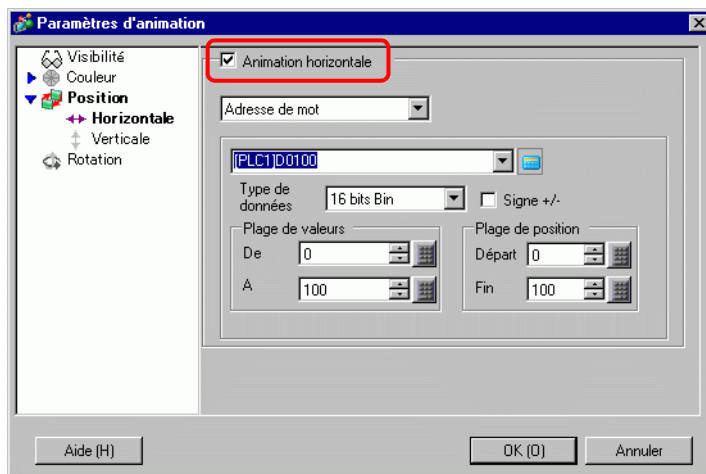 Paramètres d'animation
Visibilité
Couleur
Position
Horizontale
Verticale
Rotation
Animation horizontale
Adresse de mot
[PLC1]D0100
Type de données
16 bits Bin
Signe +/-
Plage de valeurs
De 0
A 100
Plage de position
Départ 0
Fin 100
Aide (H)
OK (O)
Annuler